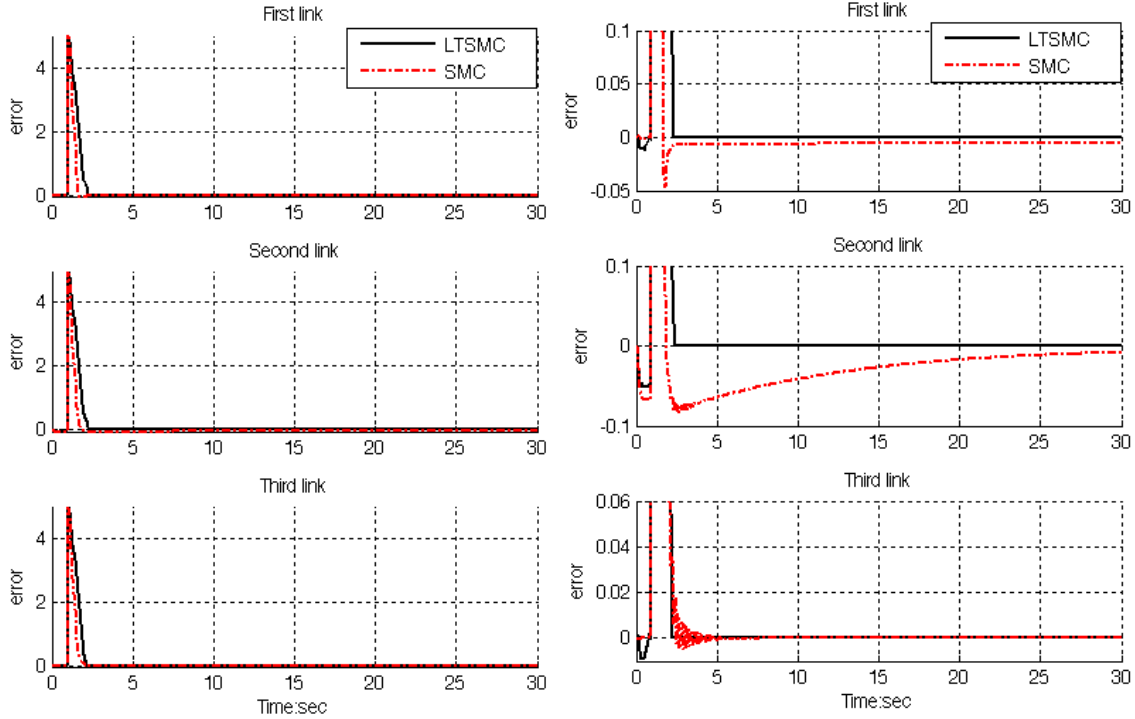 First link
LTSMC
SMC
error
4
2
0
0 5 10 15 20 25 30
Second link
error
4
2
0
0 5 10 15 20 25 30
Third link
error
4
2
0
0 5 10 15 20 25 30
Time:sec
First link
LTSMC
SMC
error
0.1
0.05
0
-0.05
0 5 10 15 20 25 30
Second link
error
0.1
0
-0.1
0 5 10 15 20 25 30
Third link
error
0.06
0.04
0.02
0
0 5 10 15 20 25 30
Time:sec